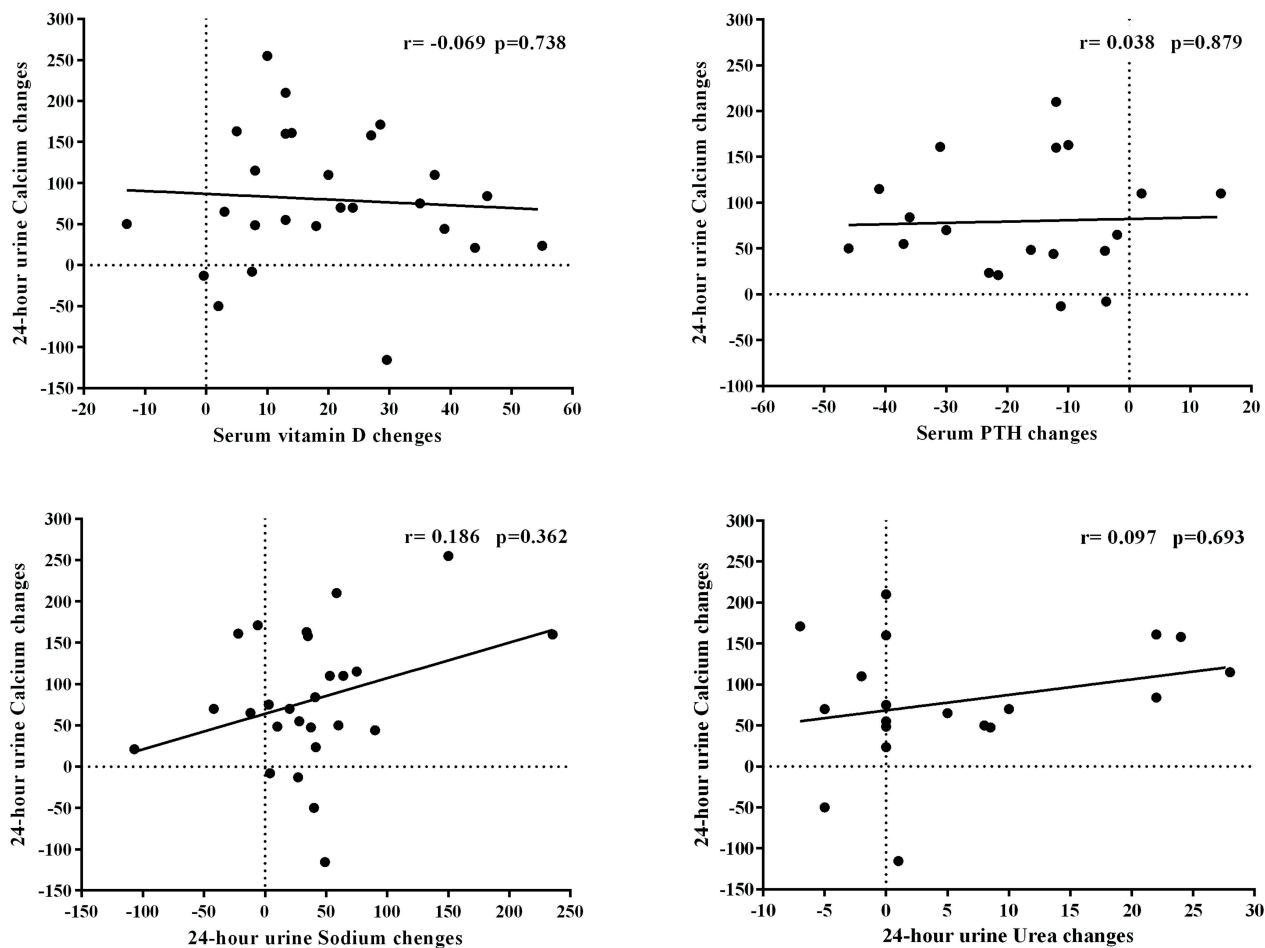 r= -0.069 p=0.738
300
250
200
150
100
50
0
-50
-100
-150
24-hour urine Calcium changes
-20 -10 0 10 20 30 40 50 60
Serum vitamin D chenges
r= 0.038 p=0.879
300
250
200
150
100
50
0
-50
-100
24-hour urine Calcium changes
-60 -50 -40 -30 -20 -10 0 10 20
Serum PTH changes
r= 0.186 p=0.362
300
250
200
150
100
50
0
-50
-100
-150
24-hour urine Calcium changes
-150 -100 -50 0 50 100 150 200 250
24-hour urine Sodium chenges
r= 0.097 p=0.693
300
250
200
150
100
50
0
-50
-100
-150
24-hour urine Calcium changes
-10 -5 0 5 10 15 20 25 30
24-hour urine Urea changes